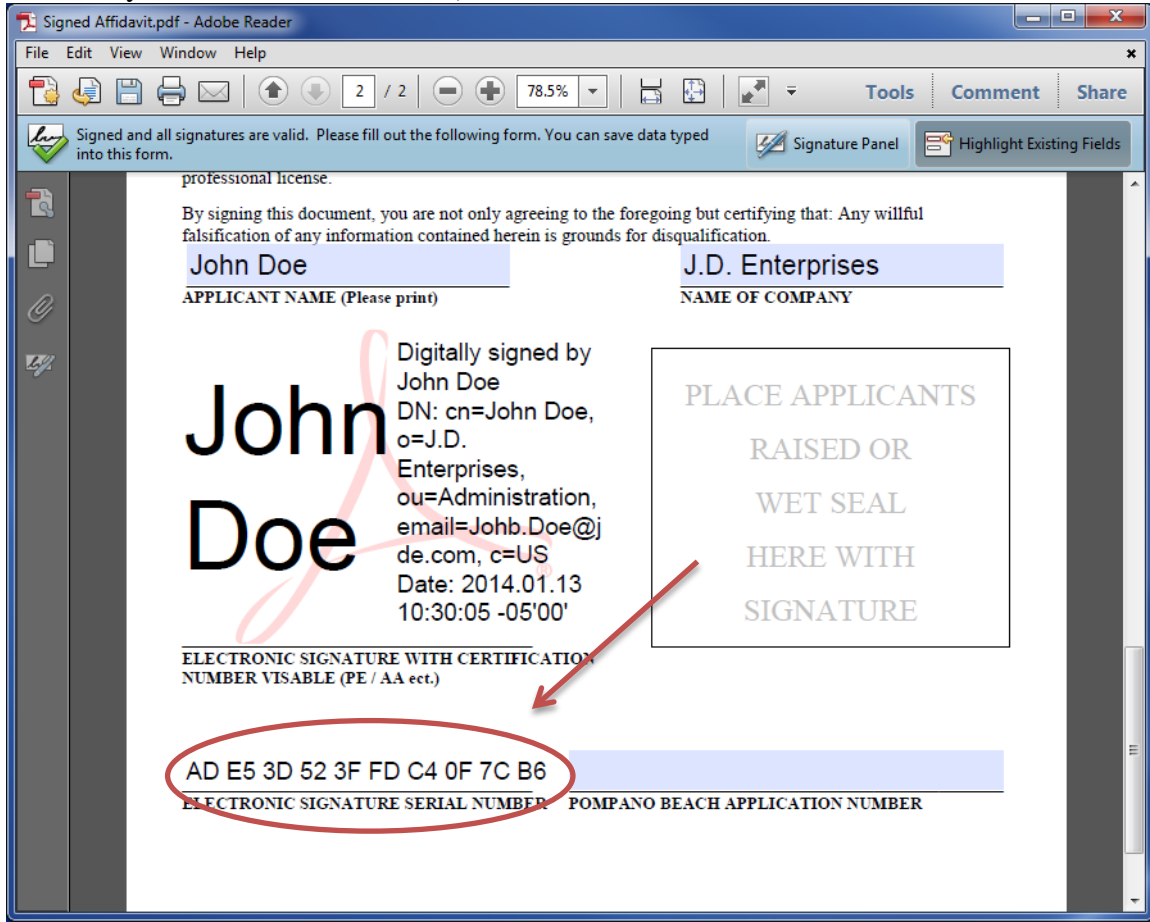 Signed Affidavit.pdf - Adobe Reader
File Edit View Window Help
2 / 2 78.5% Tools Comment Share
Signed and all signatures are valid. Please fill out the following form. You can save data typed
into this form.
Signature Panel
Highlight Existing Fields
professional license.
By signing this document, you are not only agreeing to the foregoing but certifying that: Any willful
falsification of any information contained herein is grounds for disqualification.
John Doe
APPLICANT NAME (Please print)
J.D. Enterprises
NAME OF COMPANY
John
Doe
Digitally signed by
John Doe
DN: cn=John Doe,
o=J.D.
Enterprises,
ou=Administration,
email=Johb.Doe@j
de.com, c=US
Date: 2014.01.13
10:30:05 -05'00'
PLACE APPLICANTS
RAISED OR
WET SEAL
HERE WITH
SIGNATURE
ELECTRONIC SIGNATURE WITH CERTIFICATION
NUMBER VISABLE (PE / AA ect.)
AD E5 3D 52 3F FD C4 0F 7C B6
ELECTRONIC SIGNATURE SERIAL NUMBER
POMPANO BEACH APPLICATION NUMBER